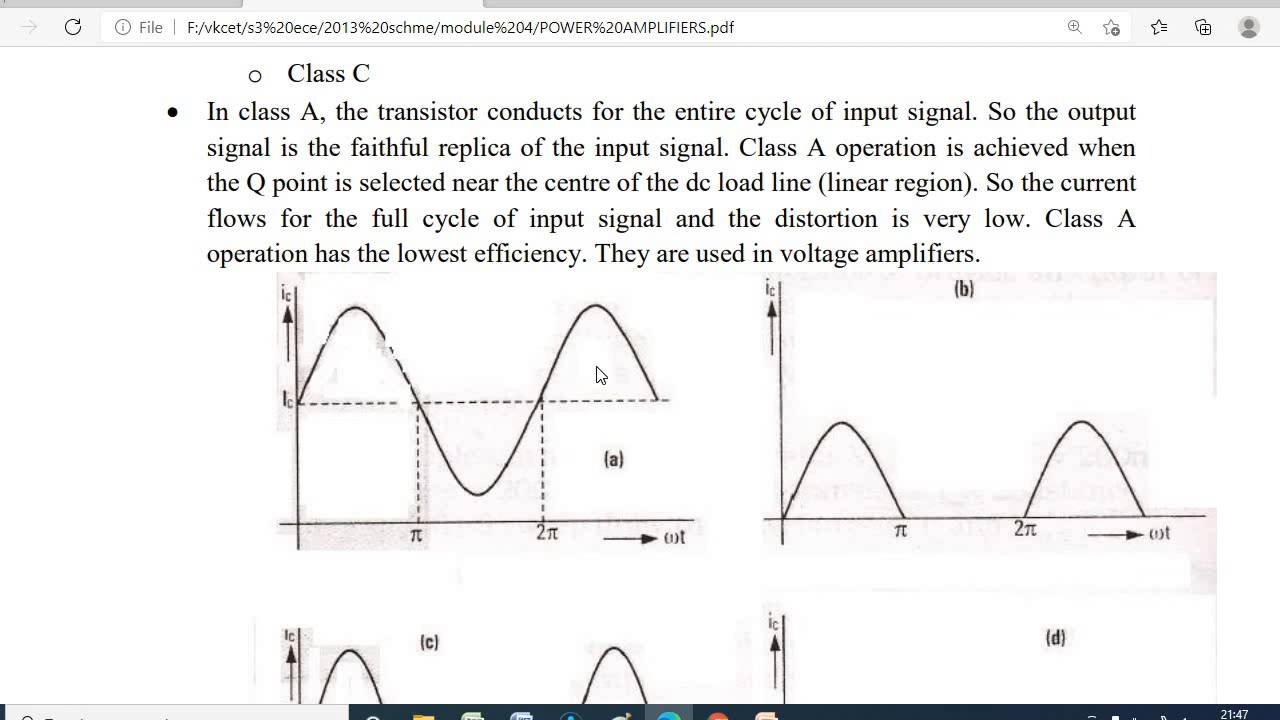 File F:/vkcet/s3%20ece/2013%20schme/module%204/POWER%20AMPLIFIERS.pdf
o Class C
• In class A, the transistor conducts for the entire cycle of input signal. So the output
signal is the faithful replica of the input signal. Class A operation is achieved when
the Q point is selected near the centre of the dc load line (linear region). So the current
flows for the full cycle of input signal and the distortion is very low. Class A
operation has the lowest efficiency. They are used in voltage amplifiers.
ic
Ic
(a)
π 2π ωt
ic
(b)
π 2π ωt
ic
(c)
ic
(d)
21:47